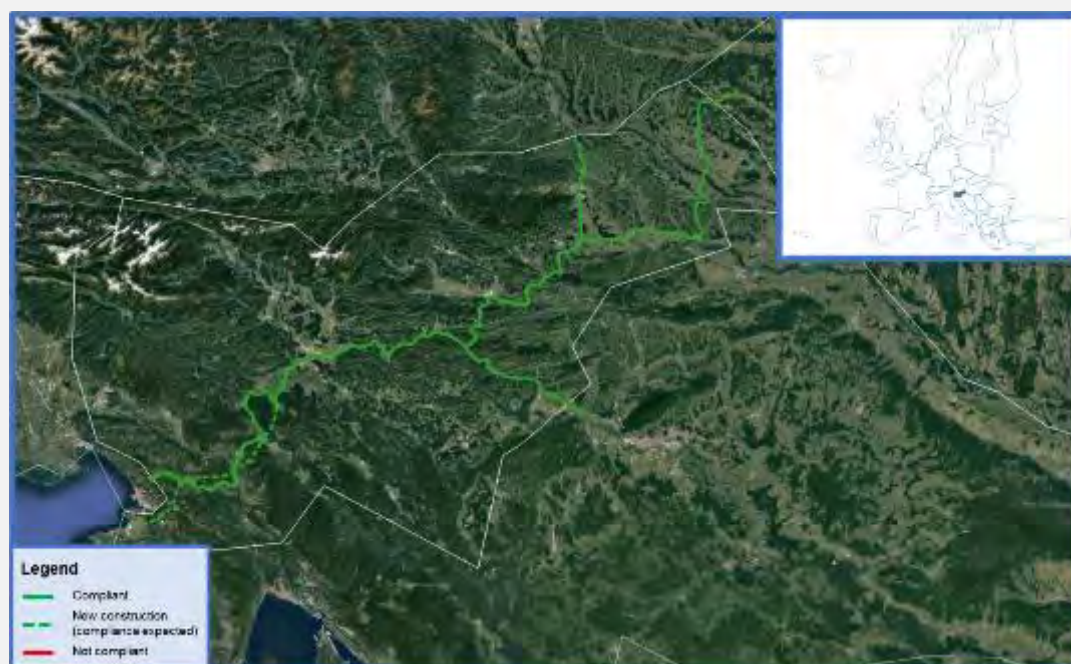 Legend
Compliant
New construction
(compliance expected)
Not compliant